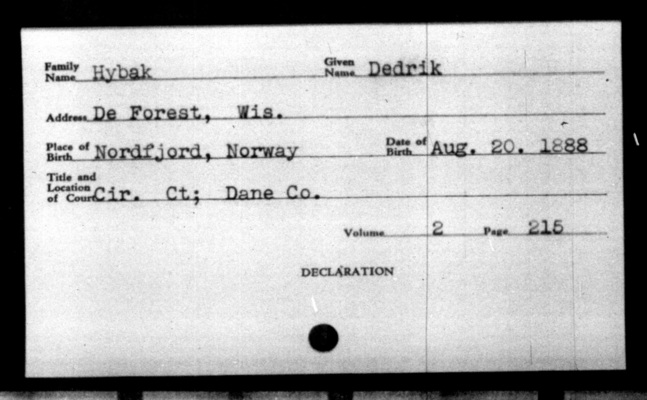 Family Name Hybak Given Name Dedrik
Address De Forest, Wis.
Place of Birth Nordfjord, Norway Date of Birth Aug. 20. 1888
Title and Location of Court Cir. Ct; Dane Co.
Volume 2 Page 215
DECLARATION